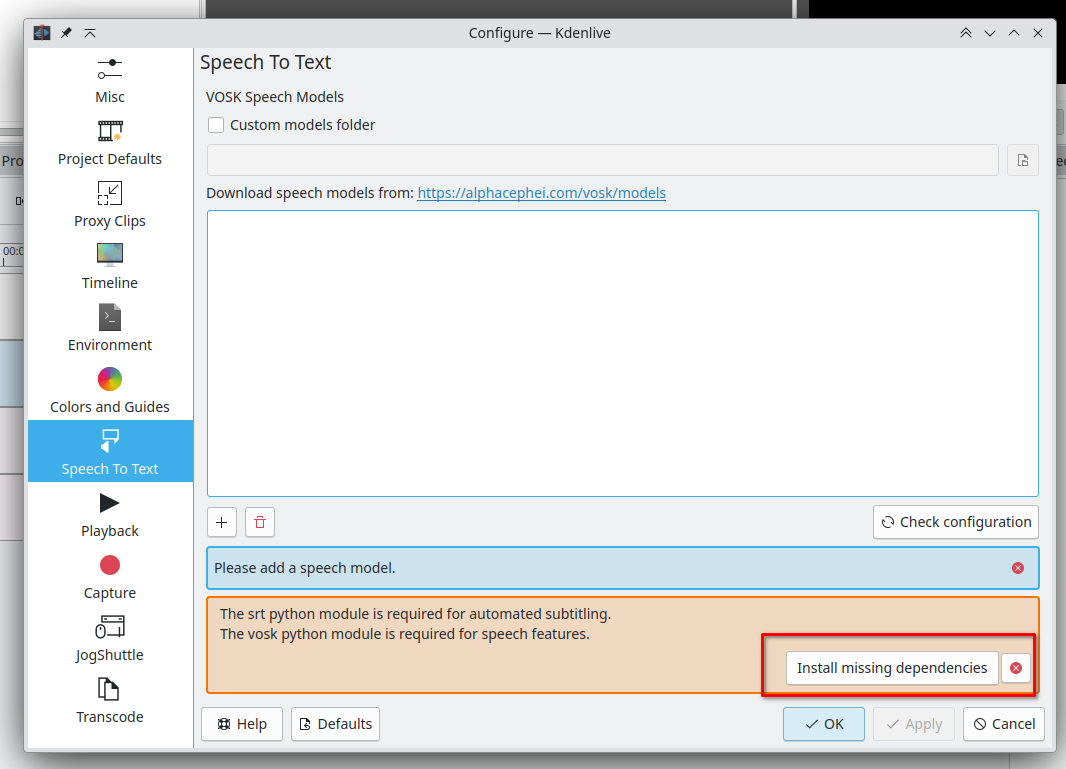 Configure — Kdenlive
Misc
Project Defaults
Proxy Clips
Timeline
Environment
Colors and Guides
Speech To Text
Playback
Capture
JogShuttle
Transcode
Speech To Text
VOSK Speech Models
Custom models folder
Download speech models from: https://alphacephei.com/vosk/models
Check configuration
Please add a speech model.
The srt python module is required for automated subtitling.
The vosk python module is required for speech features.
Install missing dependencies
Help
Defaults
OK
Apply
Cancel
Pro
00:0